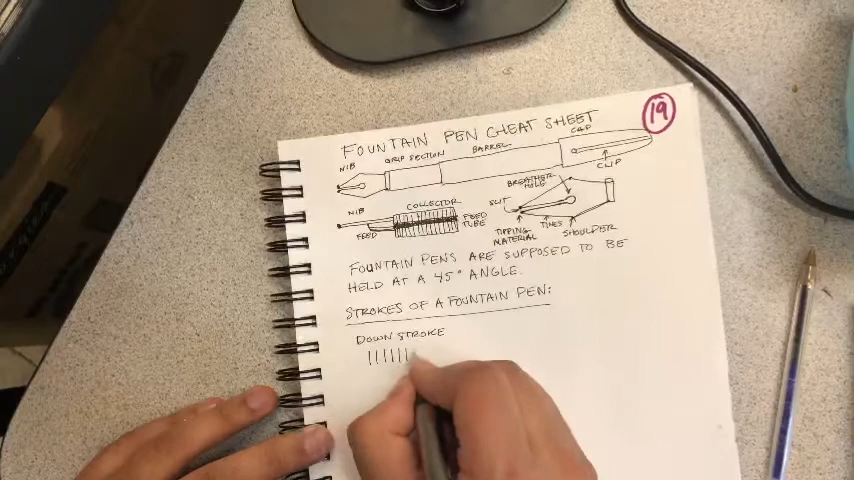 FOUNTAIN PEN CHEAT SHEET
19
NIB
GRIP SECTION
BARREL
CAP
CLIP
NIB
COLLECTOR
FEED
FEED TUBE
BREATHER HOLE
SLIT
TIPPING MATERIAL
TINES
SHOULDER
FOUNTAIN PENS ARE SUPPOSED TO BE
HELD AT A 45° ANGLE.
STROKES OF A FOUNTAIN PEN:
DOWN STROKE